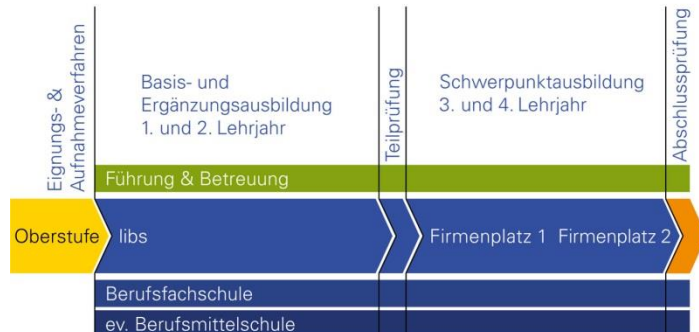 Eignungs- &
Aufnahmeverfahren
Basis- und
Ergänzungsausbildung
1. und 2. Lehrjahr
Teilprüfung
Schwerpunktausbildung
3. und 4. Lehrjahr
Abschlussprüfung
Führung & Betreuung
Oberstufe
libs
Firmenplatz 1
Firmenplatz 2
Berufsfachschule
ev. Berufsmittelschule